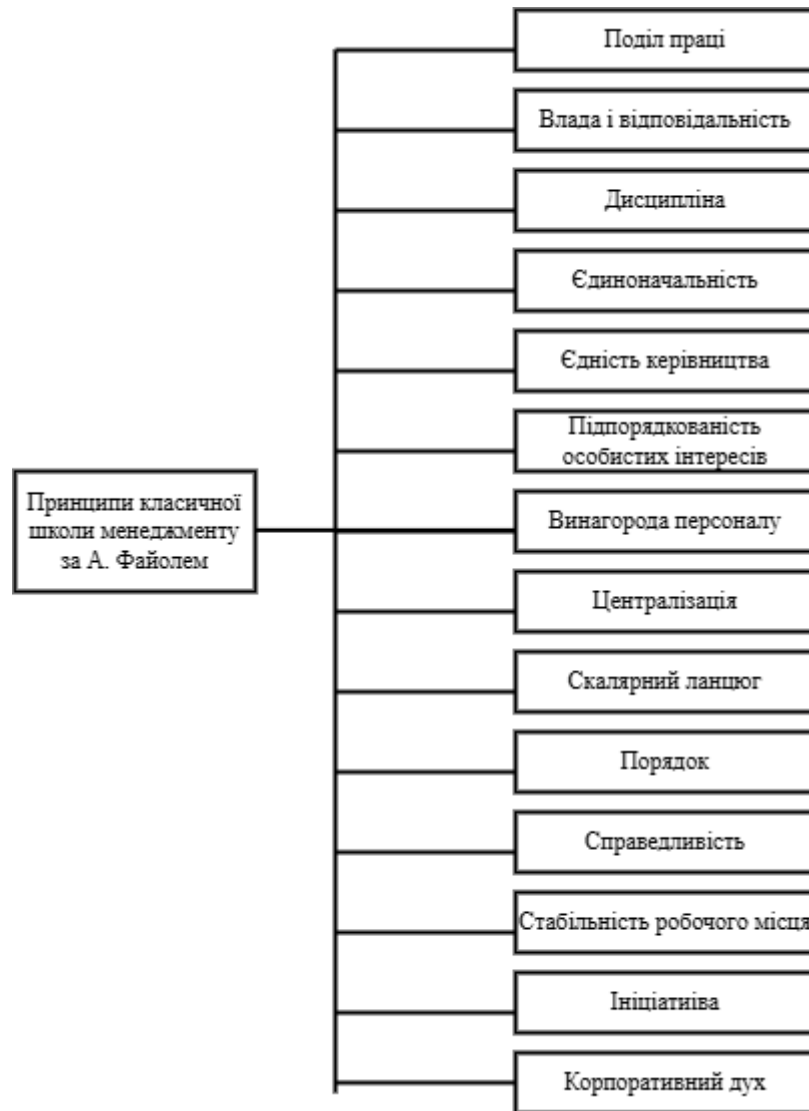 Поділ праці
Влада і відповідальність
Дисципліна
Єдиноначальність
Єдність керівництва
Підпорядкованість
особистих інтересів
Принципи класичної
школи менеджменту
за А. Файолем
Винагорода персоналу
Централізація
Скалярний ланцюг
Порядок
Справедливість
Стабільність робочого місця
Ініціатиіва
Корпоративний дух